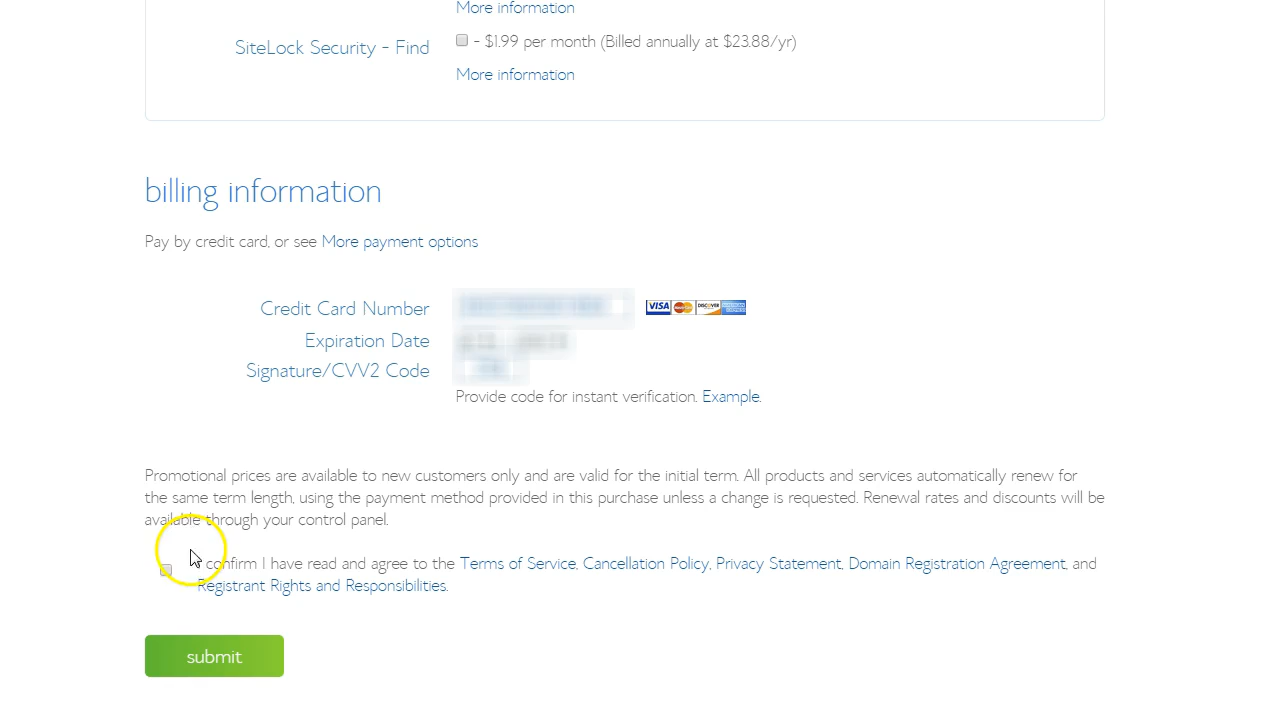 More information
SiteLock Security - Find
- $1.99 per month (Billed annually at $23.88/yr)
More information
billing information
Pay by credit card, or see More payment options
Credit Card Number
VISA
DISCOVER
Expiration Date
Signature/CVV2 Code
Provide code for instant verification. Example.
Promotional prices are available to new customers only and are valid for the initial term. All products and services automatically renew for
the same term length, using the payment method provided in this purchase unless a change is requested. Renewal rates and discounts will be
available through your control panel.
confirm I have read and agree to the Terms of Service, Cancellation Policy, Privacy Statement, Domain Registration Agreement, and
Registrant Rights and Responsibilities.
submit